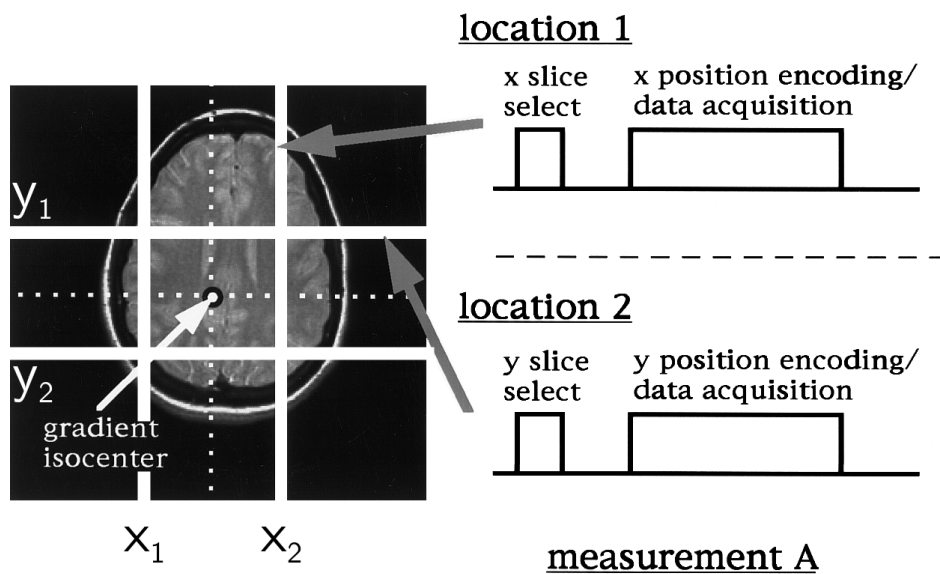 location 1
x slice
select
x position encoding/
data acquisition
y1
y2
gradient
isocenter
x1
x2
location 2
y slice
select
y position encoding/
data acquisition
measurement A